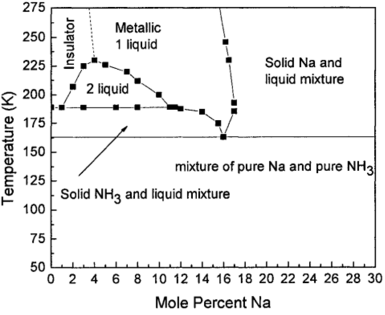 275
250
225
200
175
150
125
100
75
50
Temperature (K)
Insulator
Metallic
1 liquid
2 liquid
Solid Na and
liquid mixture
mixture of pure Na and pure NH3
Solid NH3 and liquid mixture
0 2 4 6 8 10 12 14 16 18 20 22 24 26 28 30
Mole Percent Na